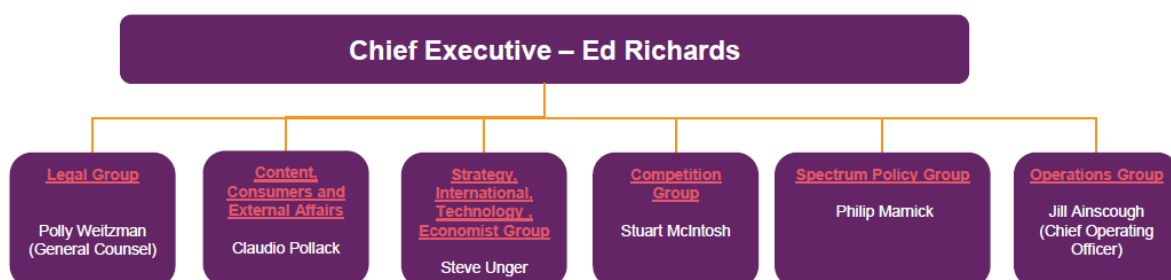 Chief Executive – Ed Richards
Legal Group
Polly Weitzman
(General Counsel)
Content,
Consumers and
External Affairs
Claudio Pollack
Strategy,
International,
Technology ,
Economist Group
Steve Unger
Competition
Group
Stuart McIntosh
Spectrum Policy Group
Philip Marnick
Operations Group
Jill Ainscough
(Chief Operating
Officer)